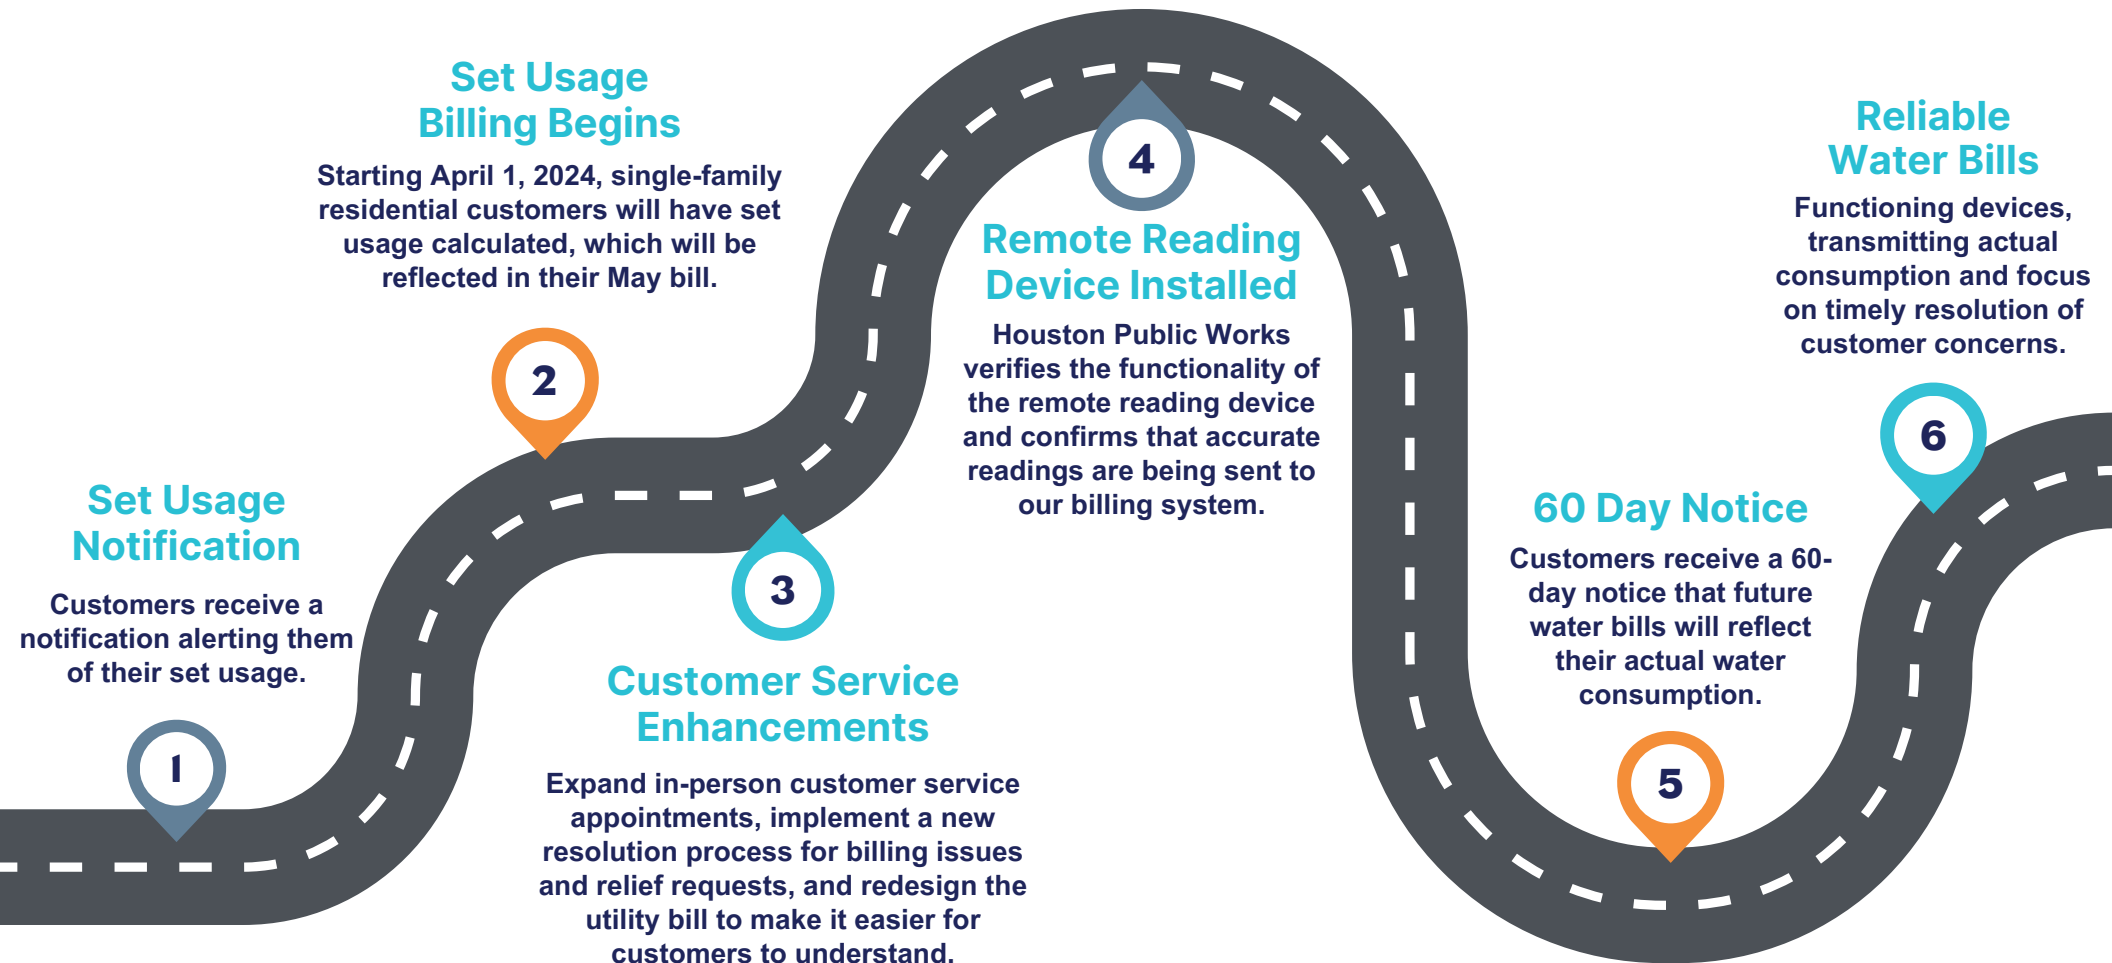 Set Usage
Notification
Customers receive a
notification alerting them
of their set usage.
1
Set Usage
Billing Begins
Starting April 1, 2024, single-family
residential customers will have set
usage calculated, which will be
reflected in their May bill.
2
3
Customer Service
Enhancements
Expand in-person customer service
appointments, implement a new
resolution process for billing issues
and relief requests, and redesign the
utility bill to make it easier for
customers to understand.
4
Remote Reading
Device Installed
Houston Public Works
verifies the functionality of
the remote reading device
and confirms that accurate
readings are being sent to
our billing system.
60 Day Notice
Customers receive a 60-
day notice that future
water bills will reflect
their actual water
consumption.
5
Reliable
Water Bills
Functioning devices,
transmitting actual
consumption and focus
on timely resolution of
customer concerns.
6